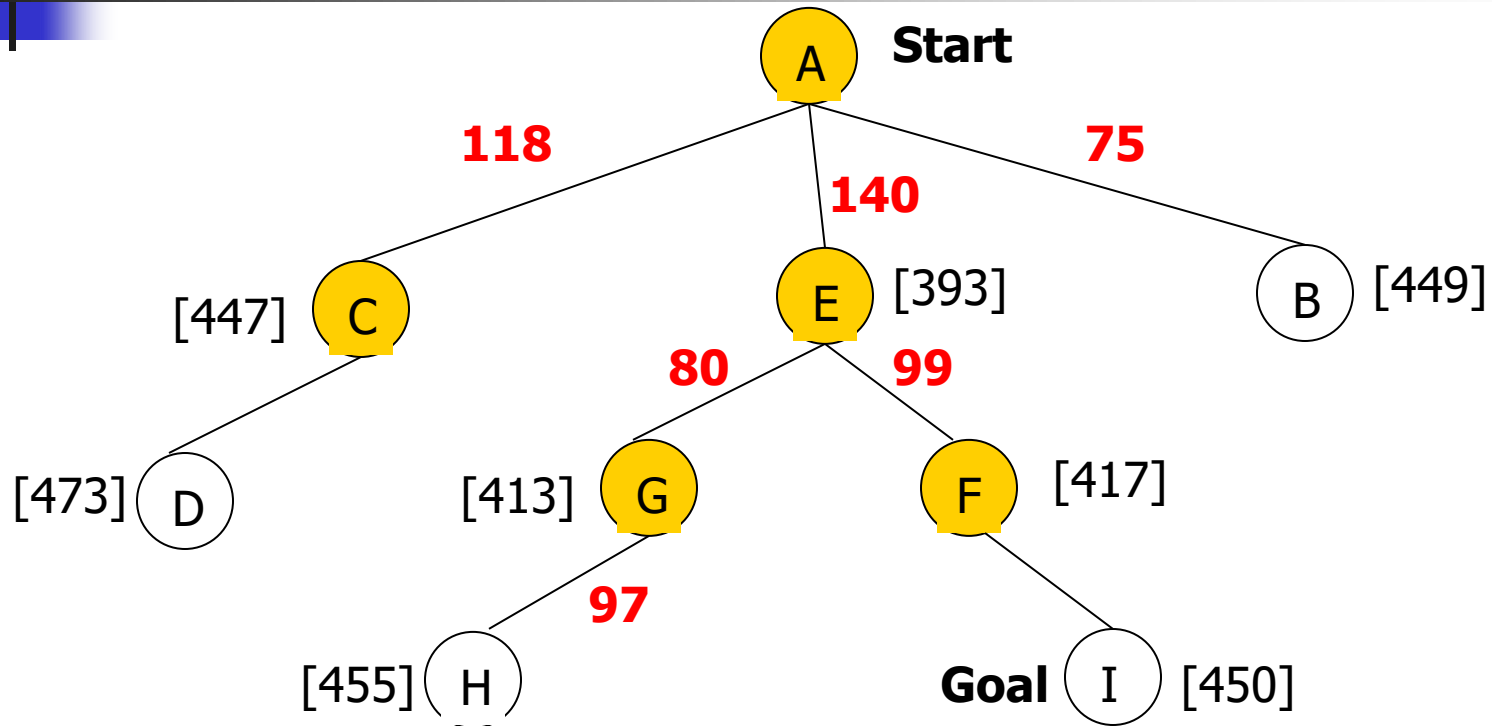 A Start
118
75
140
[447] C
E [393]
B [449]
80
99
[473] D
[413] G
F [417]
97
[455] H
Goal I [450]